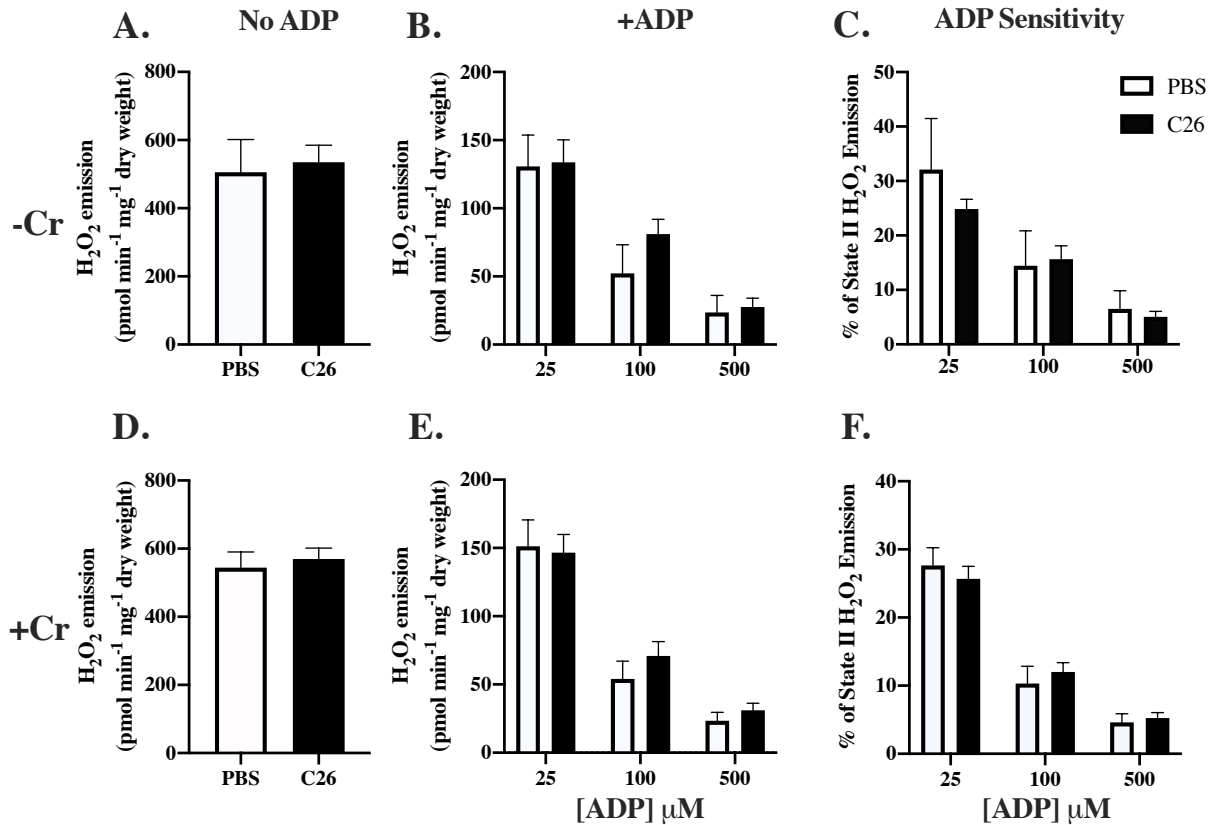 No ADP
+ADP
ADP Sensitivity
A.
B.
C.
-Cr
H₂O₂ emission
(pmol min⁻¹ mg⁻¹ dry weight)
800
600
400
200
0
PBS
C26
H₂O₂ emission
(pmol min⁻¹ mg⁻¹ dry weight)
200
150
100
50
0
25
100
500
% of State II H₂O₂ Emission
50
40
30
20
10
0
25
100
500
PBS
C26
D.
E.
F.
+Cr
H₂O₂ emission
(pmol min⁻¹ mg⁻¹ dry weight)
800
600
400
200
0
PBS
C26
H₂O₂ emission
(pmol min⁻¹ mg⁻¹ dry weight)
200
150
100
50
0
25
100
500
[ADP] μM
% of State II H₂O₂ Emission
40
30
20
10
0
25
100
500
[ADP] μM